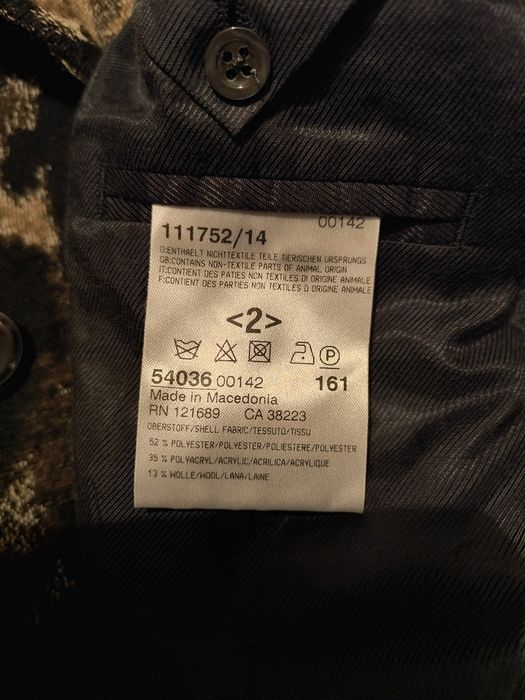 00142
111752/14
D:ENTHAELT NICHTTEXTILE TEILE TIERISCHEN URSPRUNGS
GB:CONTAINS NON-TEXTILE PARTS OF ANIMAL ORIGIN
IT:CONTIENT DES PATIES NON TEXTILES DI ORIGINE ANIMALE
F:CONTIENT DES PARTIES NON TEXTILES D ORIGINE ANIMALE
<2>
P
54036 00142 161
Made in Macedonia
RN 121689 CA 38223
OBERSTOFF/SHELL FABRIC/TESSUTO/TISSU
52 % POLYESTER/POLYESTER/POLIESTERE/POLYESTER
35 % POLYACRYL/ACRYLIC/ACRILICA/ACRYLIQUE
13 % WOLLE/WOOL/LANA/LAINE